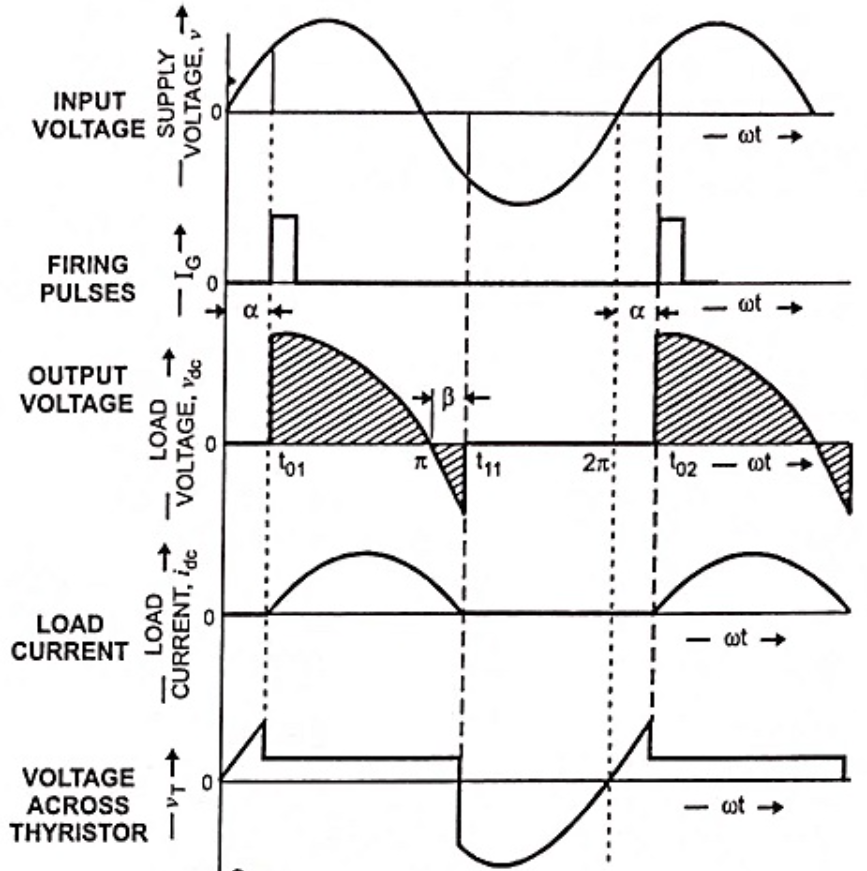 INPUT
VOLTAGE
— SUPPLY
VOLTAGE, v
0
— ωt
FIRING
PULSES
— I_G
0
α
α
— ωt
OUTPUT
VOLTAGE
— LOAD
VOLTAGE, v_dc
β
0
t_01
π
t_11
2π
t_02
— ωt
LOAD
CURRENT
— LOAD
CURRENT, i_dc
0
— ωt
VOLTAGE
ACROSS
THYRISTOR
— v_T
0
— ωt